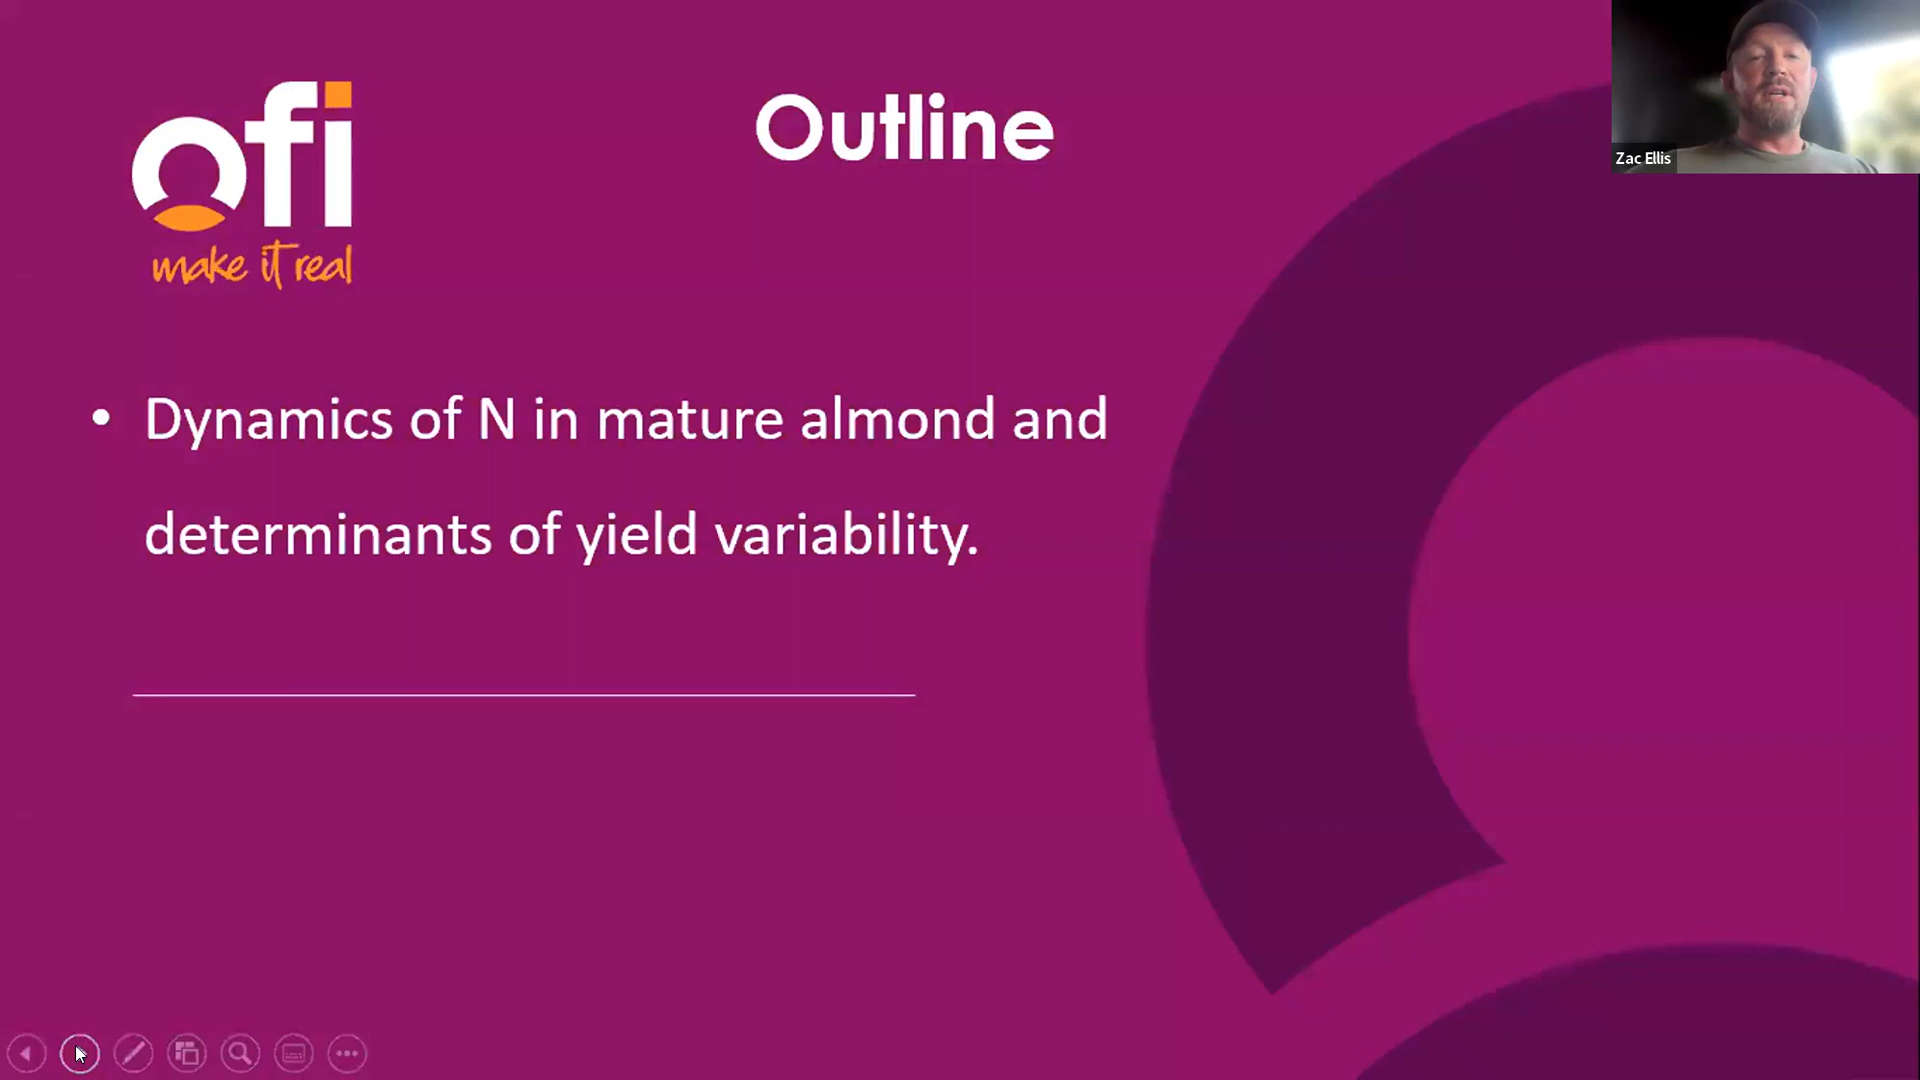 ofi
make it real
Outline
Zac Ellis
• Dynamics of N in mature almond and
determinants of yield variability.